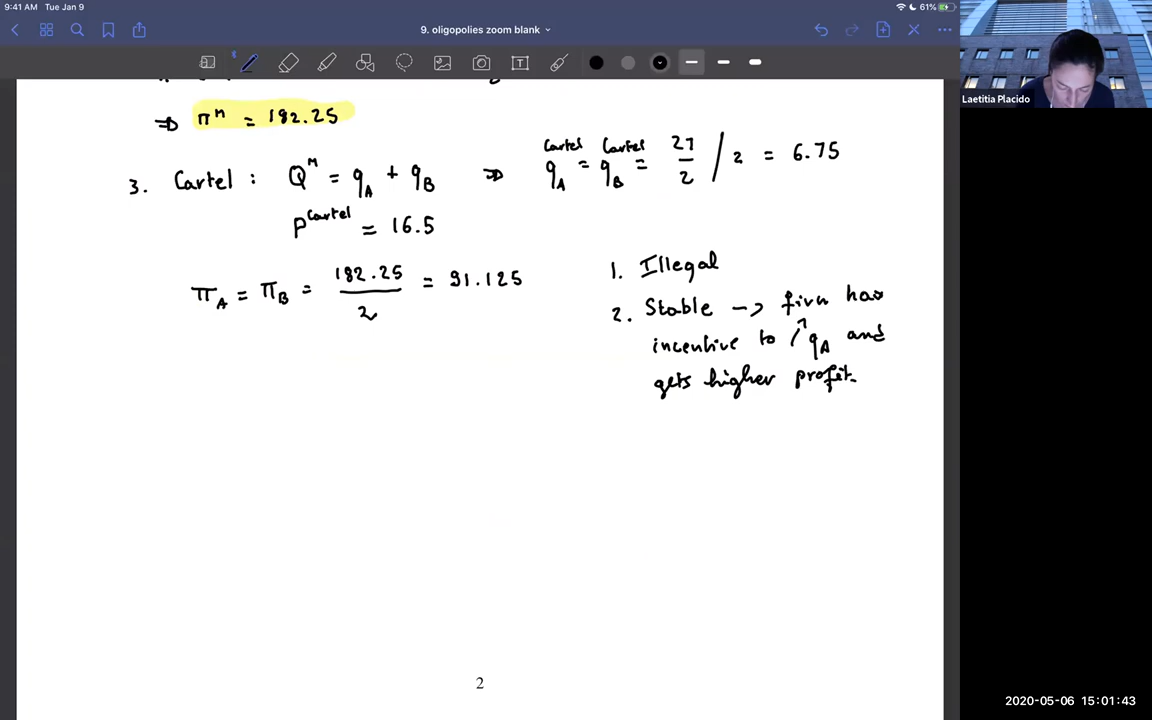 9:41 AM Tue Jan 9
61%
9. oligopolies zoom blank
Laetitia Placido
⇒ π^M = 182.25
3. Cartel : Q^M = q_A + q_B ⇒ q_A^Cartel = q_B^Cartel = 27/2 / 2 = 6.75
P^Cartel = 16.5
π_A = π_B = 182.25/2 = 91.125
1. Illegal
2. Stable → firm has
incentive to ↑ q_A and
gets higher profit.
2
2020-05-06 15:01:43